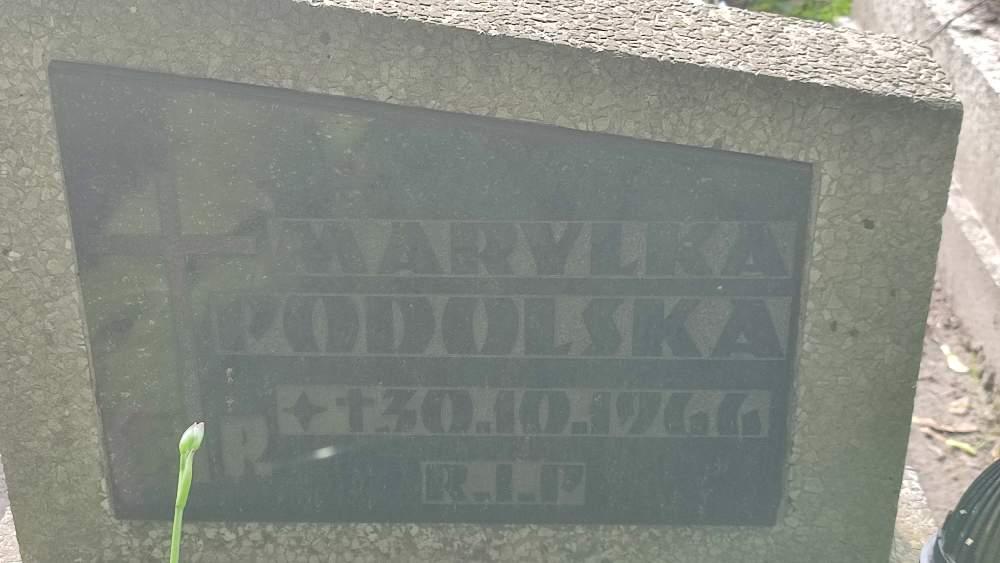 MARYLKA
PODOLSKA
✦ ✝ 30.10.1966
R.I.P